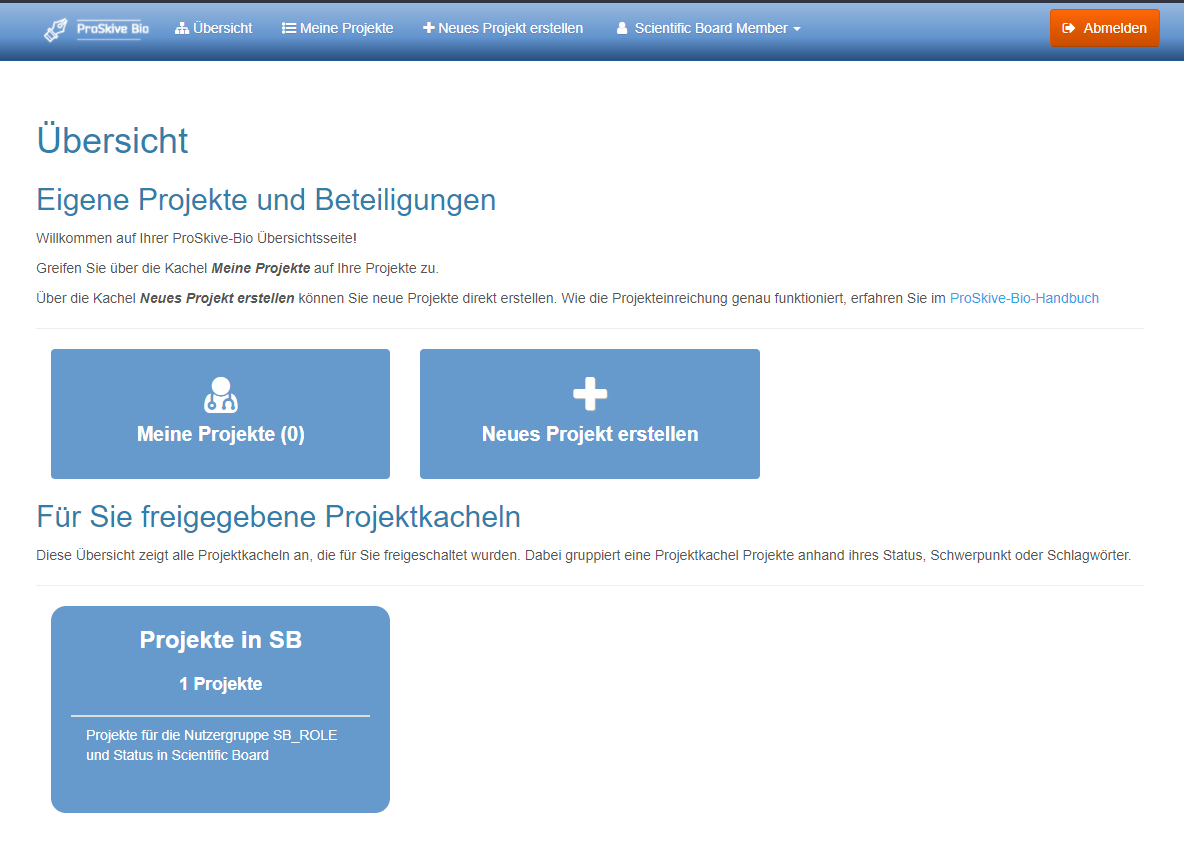 ProSkive Bio Übersicht Meine Projekte Neues Projekt erstellen Scientific Board Member Abmelden
Übersicht
Eigene Projekte und Beteiligungen
Willkommen auf Ihrer ProSkive-Bio Übersichtsseite!
Greifen Sie über die Kachel Meine Projekte auf Ihre Projekte zu.
Über die Kachel Neues Projekt erstellen können Sie neue Projekte direkt erstellen. Wie die Projekteinreichung genau funktioniert, erfahren Sie im ProSkive-Bio-Handbuch
Meine Projekte (0)
Neues Projekt erstellen
Für Sie freigegebene Projektkacheln
Diese Übersicht zeigt alle Projektkacheln an, die für Sie freigeschaltet wurden. Dabei gruppiert eine Projektkachel Projekte anhand ihres Status, Schwerpunkt oder Schlagwörter.
Projekte in SB
1 Projekte
Projekte für die Nutzergruppe SB_ROLE
und Status in Scientific Board